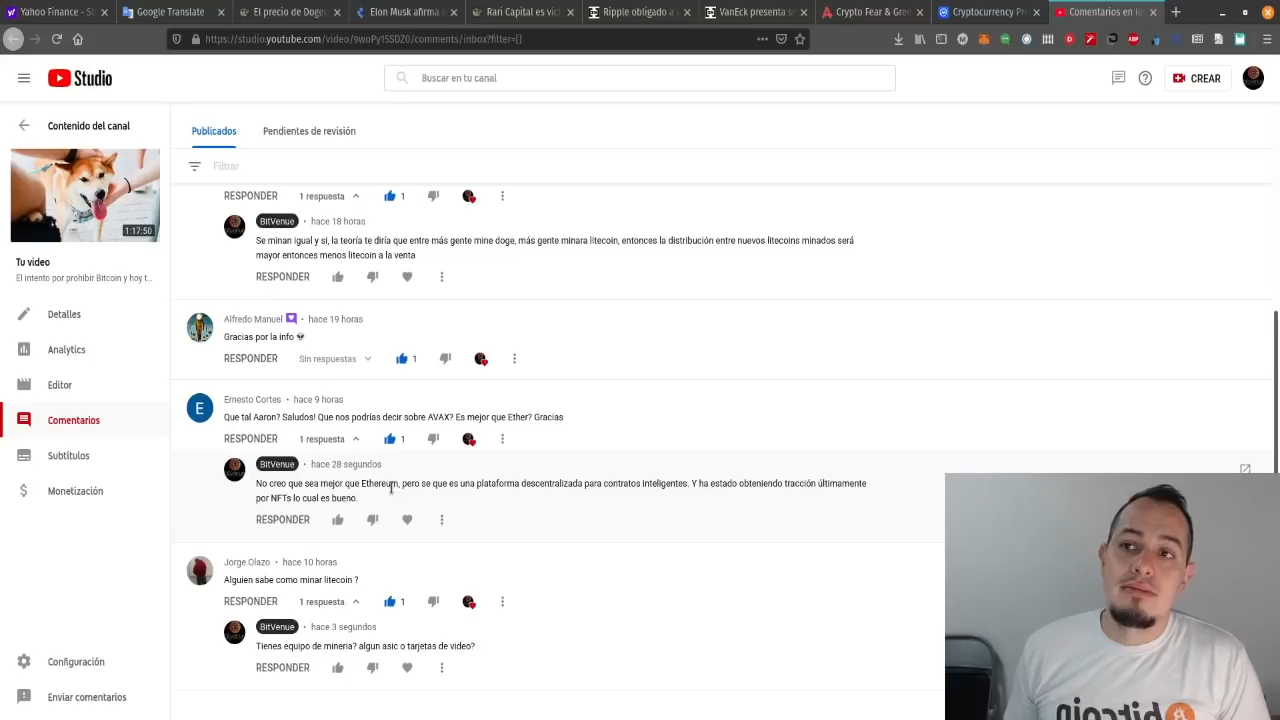 Yahoo Finance - St
Google Translate
El precio de Dogec
Elon Musk afirma q
Rari Capital es víct
Ripple obligado a
VanEck presenta s
Crypto Fear & Gre
Cryptocurrency Pr
Comentarios en lo
https://studio.youtube.com/video/9woPy15SDZ0/comments/inbox?filter=[]
Studio
Buscar en tu canal
CREAR
Contenido del canal
Publicados
Pendientes de revisión
Filtrar
1:17:50
Tu video
El intento por prohibir Bitcoin y hoy t...
Detalles
Analytics
Editor
Comentarios
Subtítulos
Monetización
Configuración
Enviar comentarios
RESPONDER 1 respuesta 1
BitVenue • hace 18 horas
Se minan igual y si, la teoría te diría que entre más gente mine doge, más gente minara litecoin, entonces la distribución entre nuevos litecoins minados será
mayor entonces menos litecoin a la venta
RESPONDER
Alfredo Manuel • hace 19 horas
Gracias por la info 👽
RESPONDER Sin respuestas 1
E
Ernesto Cortes • hace 9 horas
Que tal Aaron? Saludos! Que nos podrías decir sobre AVAX? Es mejor que Ether? Gracias
RESPONDER 1 respuesta 1
BitVenue • hace 28 segundos
No creo que sea mejor que Ethereum, pero se que es una plataforma descentralizada para contratos inteligentes. Y ha estado obteniendo tracción últimamente
por NFTs lo cual es bueno.
RESPONDER
Jorge Olazo • hace 10 horas
Alguien sabe como minar litecoin ?
RESPONDER 1 respuesta 1
BitVenue • hace 3 segundos
Tienes equipo de mineria? algun asic o tarjetas de video?
RESPONDER
bitcoin